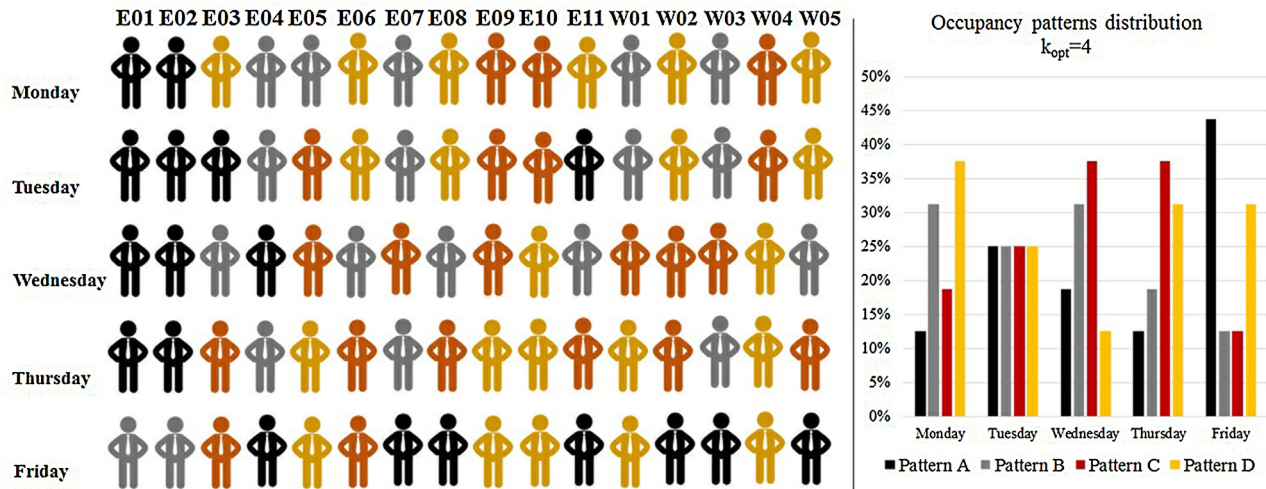 E01 E02 E03 E04 E05 E06 E07 E08 E09 E10 E11 W01 W02 W03 W04 W05
Monday
Tuesday
Wednesday
Thursday
Friday
Occupancy patterns distribution
kopt=4
50%
45%
40%
35%
30%
25%
20%
15%
10%
5%
0%
Monday Tuesday Wednesday Thursday Friday
Pattern A Pattern B Pattern C Pattern D